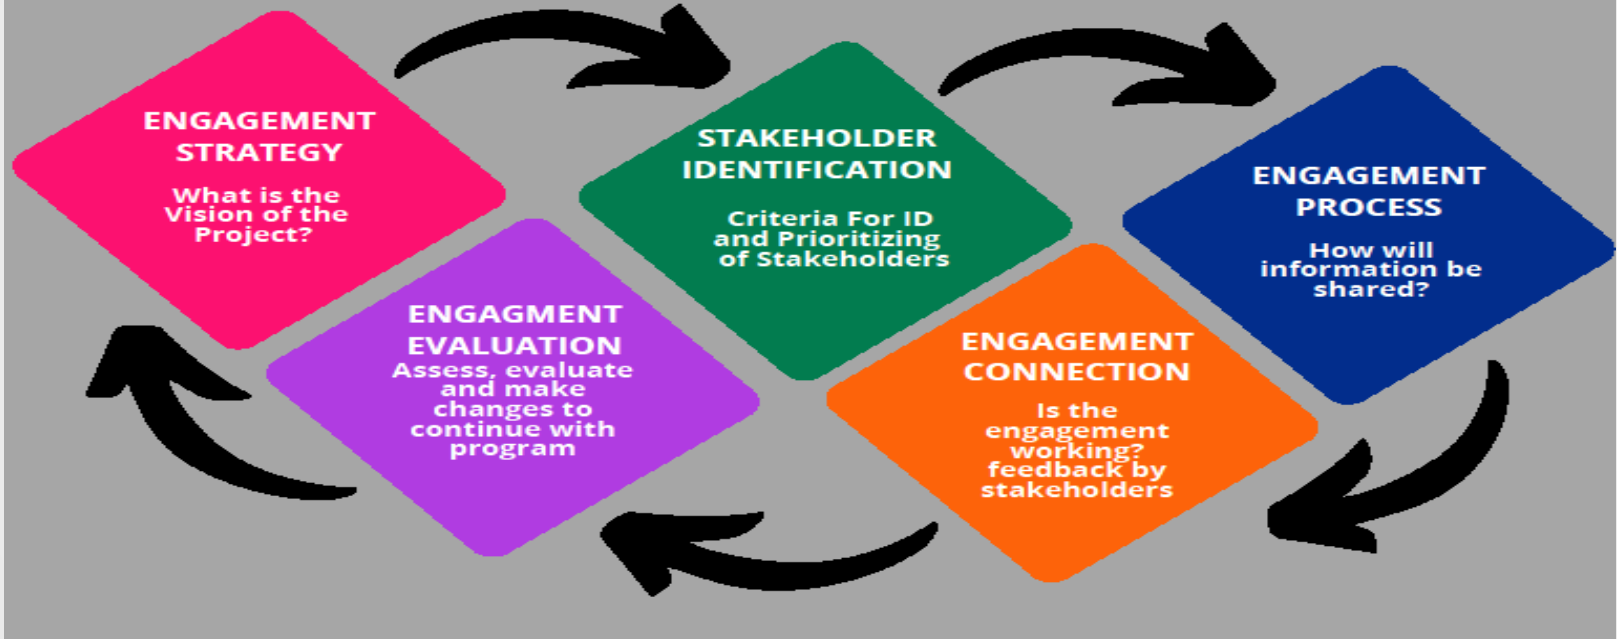 ENGAGEMENT
STRATEGY
What is the
Vision of the
Project?
STAKEHOLDER
IDENTIFICATION
Criteria For ID
and Prioritizing
of Stakeholders
ENGAGEMENT
PROCESS
How will
information be
shared?
ENGAGEMENT
CONNECTION
Is the
engagement
working?
feedback by
stakeholders
ENGAGMENT
EVALUATION
Assess, evaluate
and make
changes to
continue with
program